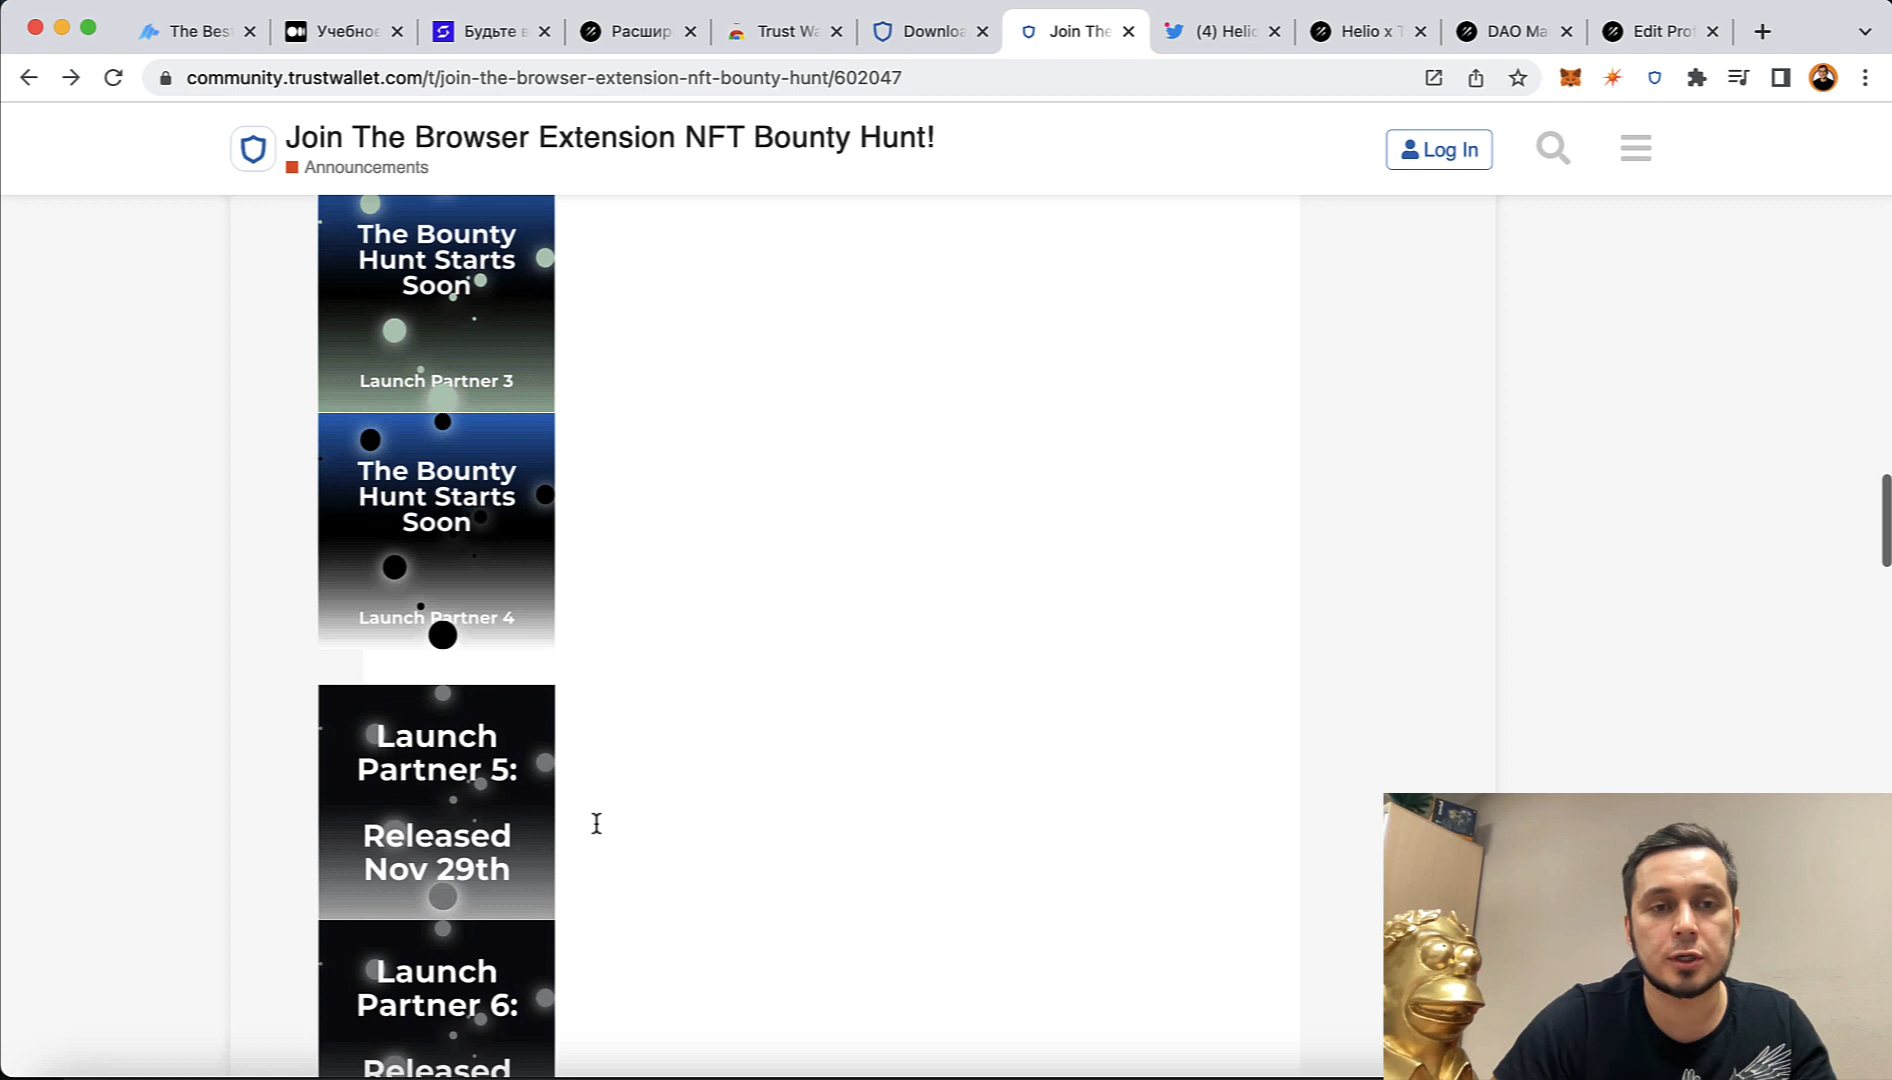 The Bes
Учебное
Будьте в
Расшир
Trust Wa
Downloa
Join The
(4) Helio
Helio x T
DAO Ma
Edit Prof
community.trustwallet.com/t/join-the-browser-extension-nft-bounty-hunt/602047
Join The Browser Extension NFT Bounty Hunt!
Announcements
Log In
The Bounty
Hunt Starts
Soon
Launch Partner 3
The Bounty
Hunt Starts
Soon
Launch Partner 4
Launch
Partner 5:
Released
Nov 29th
Launch
Partner 6:
Released